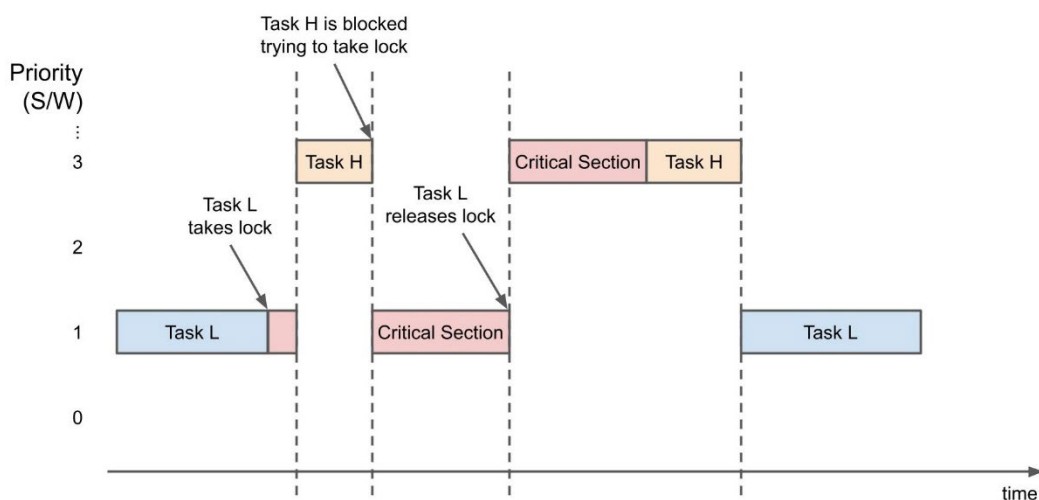 Task H is blocked
trying to take lock
Priority
(S/W)
⋮
3
Task H
Critical Section
Task H
Task L
takes lock
Task L
releases lock
2
1
Task L
Critical Section
Task L
0
time